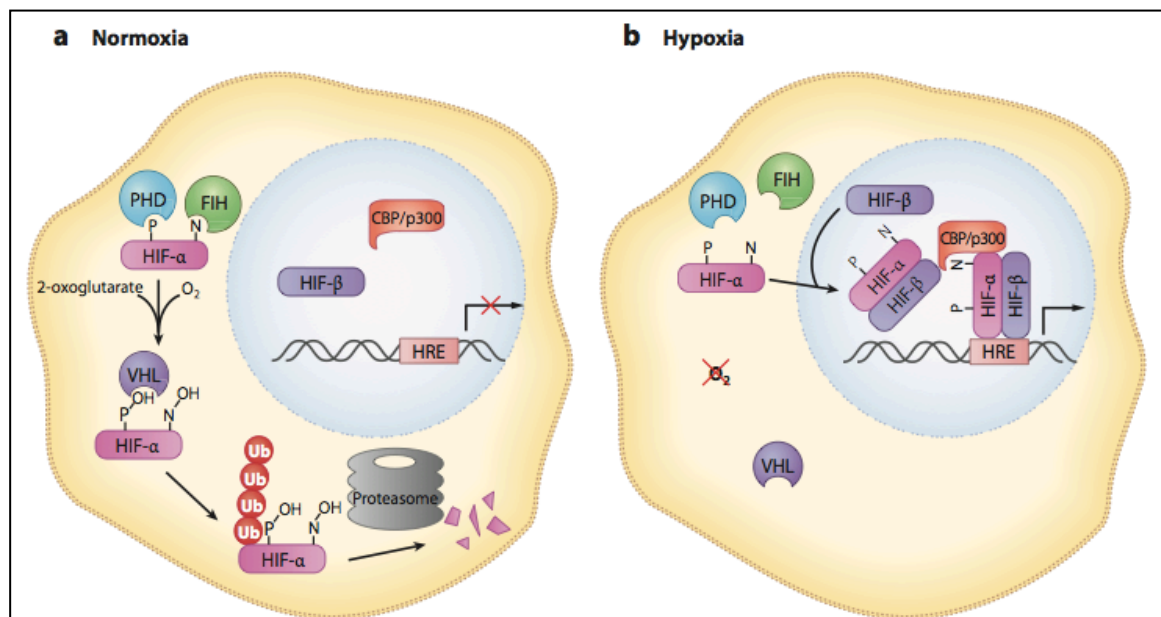 a Normoxia
PHD
FIH
P
N
HIF-α
2-oxoglutarate
O2
VHL
P
OH
N
OH
HIF-α
Ub
Ub
Ub
Ub
P
OH
N
OH
HIF-α
Proteasome
CBP/p300
HIF-β
HRE
b Hypoxia
PHD
FIH
P
N
HIF-α
HIF-β
P
N
HIF-α
HIF-β
CBP/p300
N
P
HIF-α
HIF-β
HRE
O2
VHL